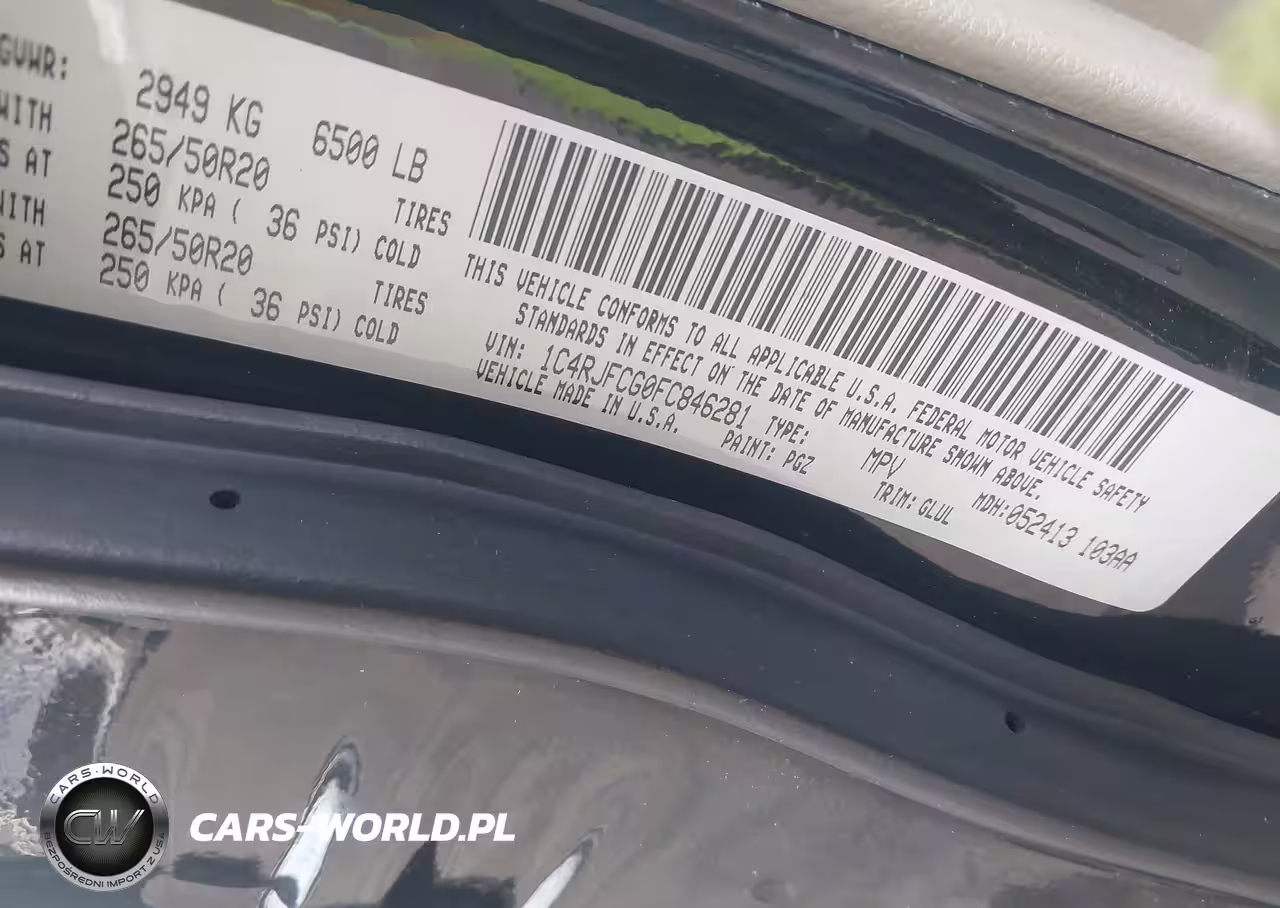 GVWR: 2949 KG 6500 LB
WITH 265/50R20 TIRES
S AT 250 KPA ( 36 PSI) COLD
WITH 265/50R20 TIRES
S AT 250 KPA ( 36 PSI) COLD
THIS VEHICLE CONFORMS TO ALL APPLICABLE U.S.A. FEDERAL MOTOR VEHICLE SAFETY
STANDARDS IN EFFECT ON THE DATE OF MANUFACTURE SHOWN ABOVE.
VIN: 1C4RJFCG0FC846281 TYPE: MPV MDH:052413 103AA
VEHICLE MADE IN U.S.A. PAINT: PGZ TRIM: GLUL
CARS-WORLD
CW
BEZPOŚREDNI IMPORT Z USA
CARS-WORLD.PL